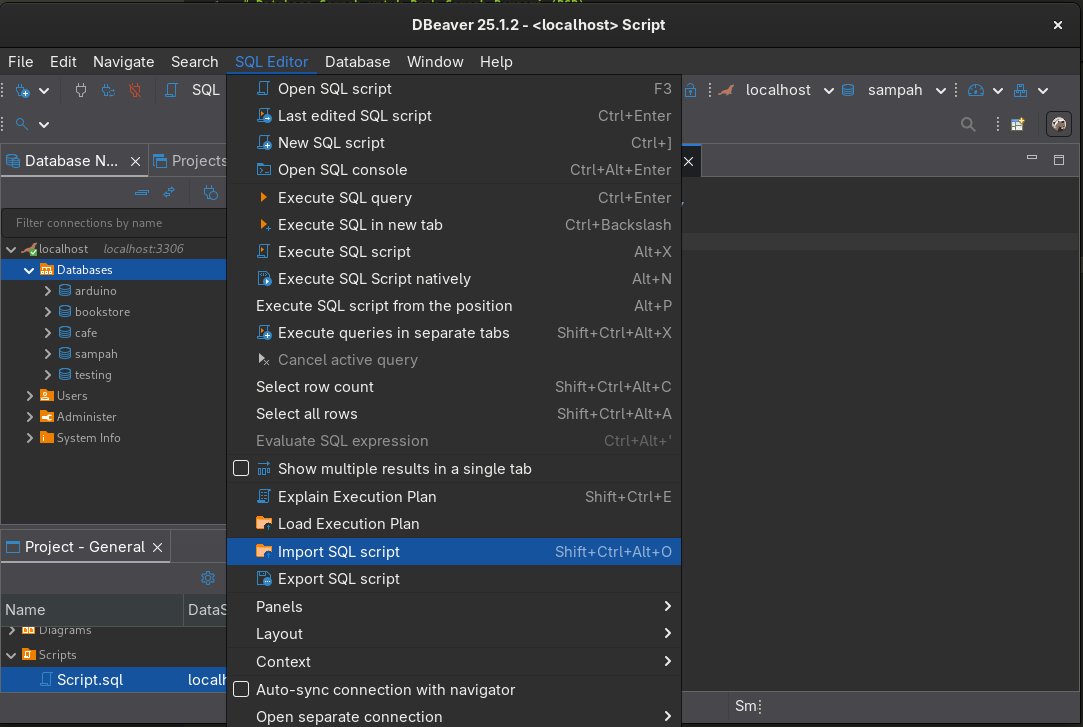 DBeaver 25.1.2 - <localhost> Script
File Edit Navigate Search SQL Editor Database Window Help
SQL
localhost
sampah
Database N...
Projects
Filter connections by name
localhost localhost:3306
Databases
arduino
bookstore
cafe
sampah
testing
Users
Administer
System Info
Project - General
Name DataS
Diagrams
Scripts
Script.sql localh
Open SQL script F3
Last edited SQL script Ctrl+Enter
New SQL script Ctrl+]
Open SQL console Ctrl+Alt+Enter
Execute SQL query Ctrl+Enter
Execute SQL in new tab Ctrl+Backslash
Execute SQL script Alt+X
Execute SQL Script natively Alt+N
Execute SQL script from the position Alt+P
Execute queries in separate tabs Shift+Ctrl+Alt+X
Cancel active query
Select row count Shift+Ctrl+Alt+C
Select all rows Shift+Ctrl+Alt+A
Evaluate SQL expression Ctrl+Alt+'
Show multiple results in a single tab
Explain Execution Plan Shift+Ctrl+E
Load Execution Plan
Import SQL script Shift+Ctrl+Alt+O
Export SQL script
Panels
Layout
Context
Auto-sync connection with navigator
Open separate connection
Sm